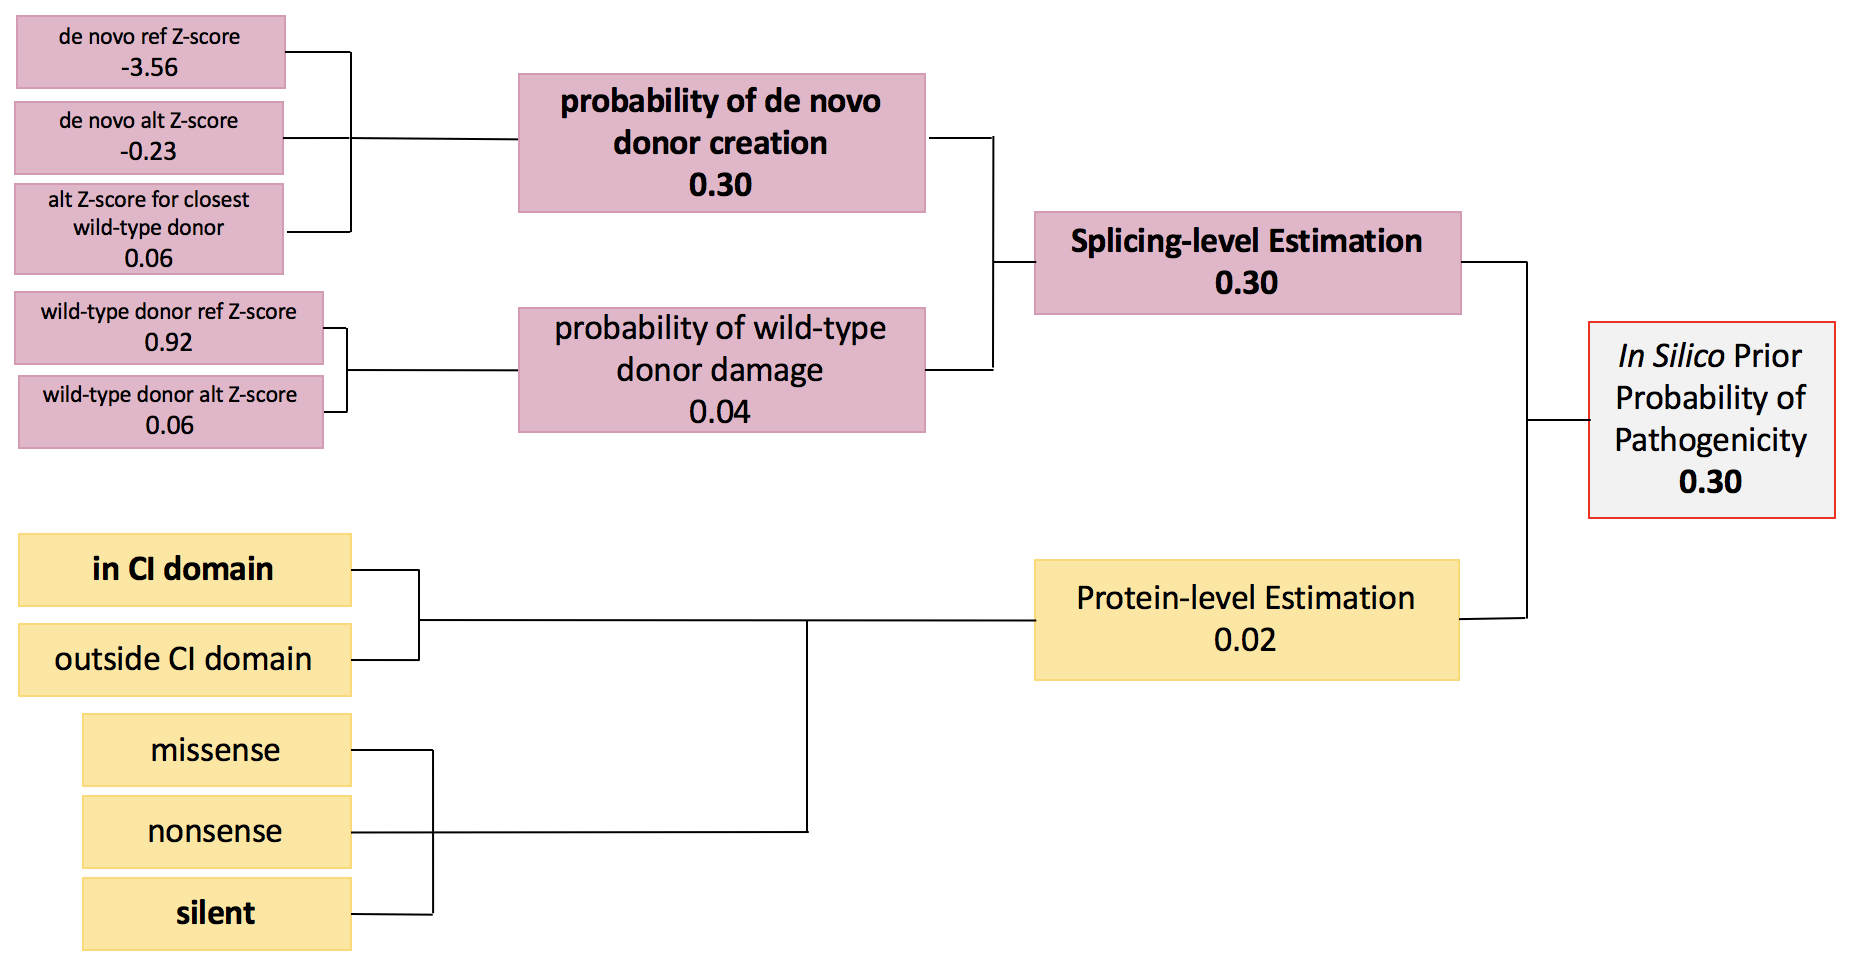 de novo ref Z-score
-3.56
de novo alt Z-score
-0.23
alt Z-score for closest
wild-type donor
0.06
wild-type donor ref Z-score
0.92
wild-type donor alt Z-score
0.06
probability of de novo
donor creation
0.30
probability of wild-type
donor damage
0.04
Splicing-level Estimation
0.30
In Silico Prior
Probability of
Pathogenicity
0.30
in CI domain
outside CI domain
missense
nonsense
silent
Protein-level Estimation
0.02